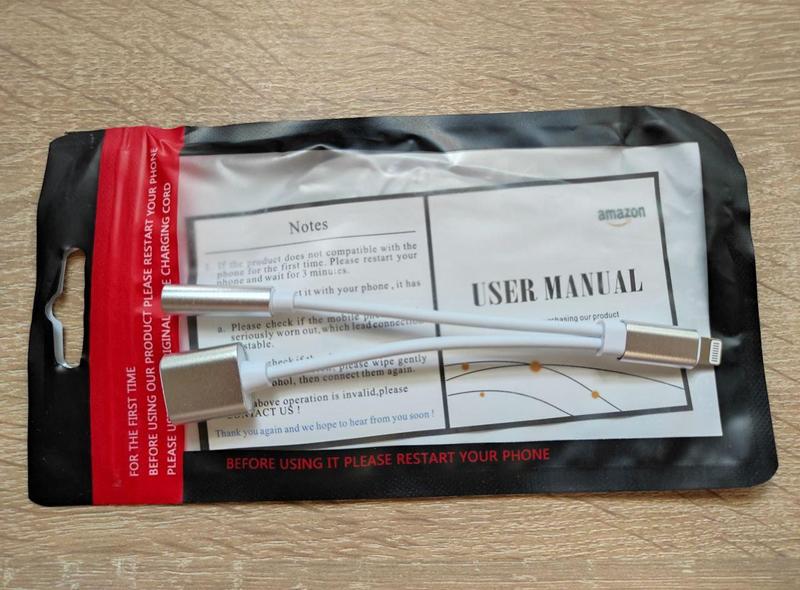 FOR THE FIRST TIME
BEFORE USING OUR PRODUCT PLEASE RESTART YOUR PHONE
PLEASE CHARGING CORD
Notes
If the product does not compatible with the
phone for the first time. Please restart your
phone and wait for 3 minutes.
it with your phone , it has
a. Please check if the mobile
seriously worn out, which lead connection
please wipe gently
then connect them again.
above operation is invalid,please
CONTACT US !
Thank you again and we hope to hear from you soon !
amazon
USER MANUAL
our product
BEFORE USING IT PLEASE RESTART YOUR PHONE